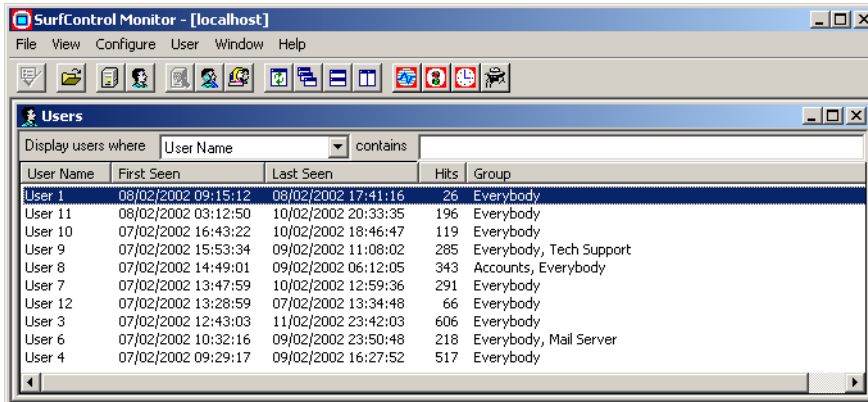 SurfControl Monitor - [localhost]
File View Configure User Window Help
Users
Display users where User Name contains
User Name First Seen Last Seen Hits Group
User 1 08/02/2002 09:15:12 08/02/2002 17:41:16 26 Everybody
User 11 08/02/2002 03:12:50 10/02/2002 20:33:35 196 Everybody
User 10 07/02/2002 16:43:22 10/02/2002 18:46:47 119 Everybody
User 9 07/02/2002 15:53:34 09/02/2002 11:08:02 285 Everybody, Tech Support
User 8 07/02/2002 14:49:01 09/02/2002 06:12:05 343 Accounts, Everybody
User 7 07/02/2002 13:47:59 10/02/2002 12:59:36 291 Everybody
User 12 07/02/2002 13:28:59 07/02/2002 13:34:48 66 Everybody
User 3 07/02/2002 12:43:03 11/02/2002 23:42:03 606 Everybody
User 6 07/02/2002 10:32:16 09/02/2002 23:50:48 218 Everybody, Mail Server
User 4 07/02/2002 09:29:17 09/02/2002 16:27:52 517 Everybody